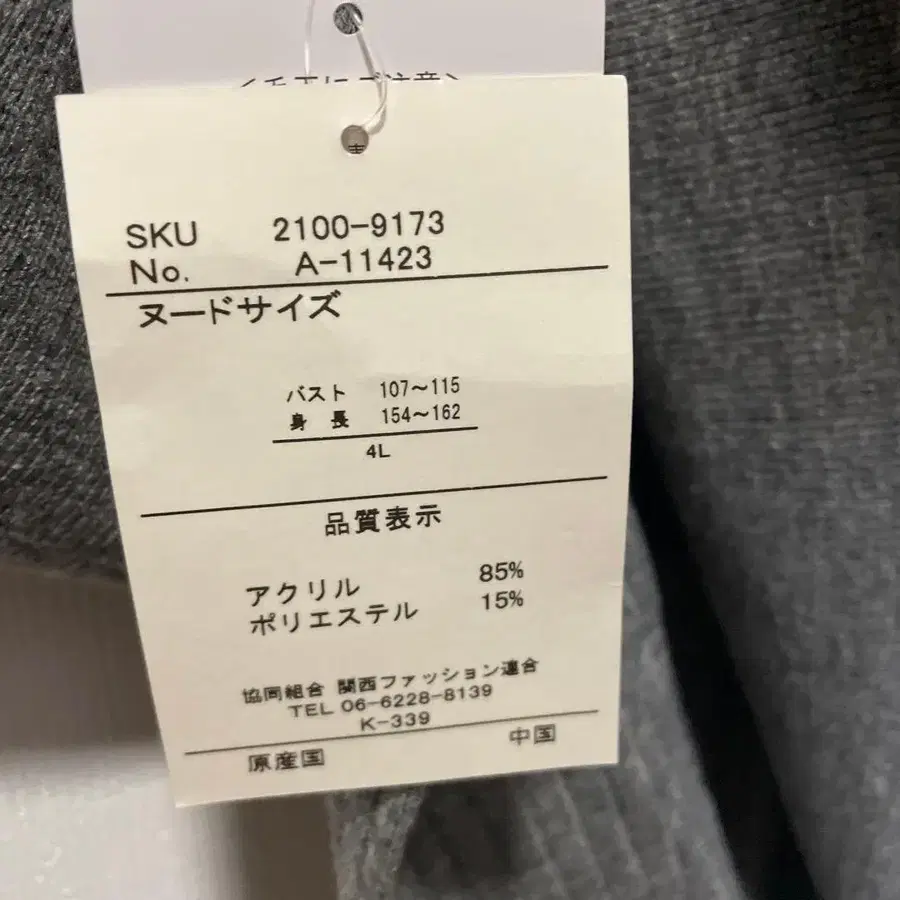 ご注意
SKU 2100-9173
No. A-11423
ヌードサイズ
バスト 107～115
身長 154～162
4L
品質表示
アクリル 85%
ポリエステル 15%
協同組合 関西ファッション連合
TEL 06-6228-8139
K-339
原産国 中国